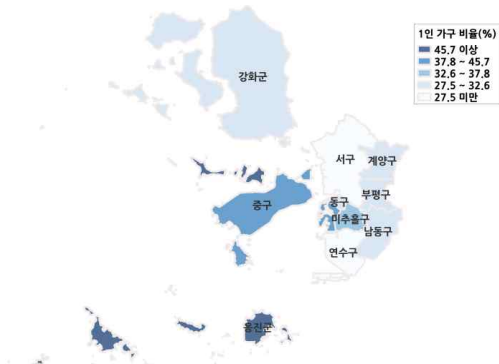 1인 가구 비율(%)
45.7 이상
37.8 ~ 45.7
32.6 ~ 37.8
27.5 ~ 32.6
27.5 미만
강화군
서구
계양구
부평구
중구
동구
미추홀구
남동구
연수구
옹진군